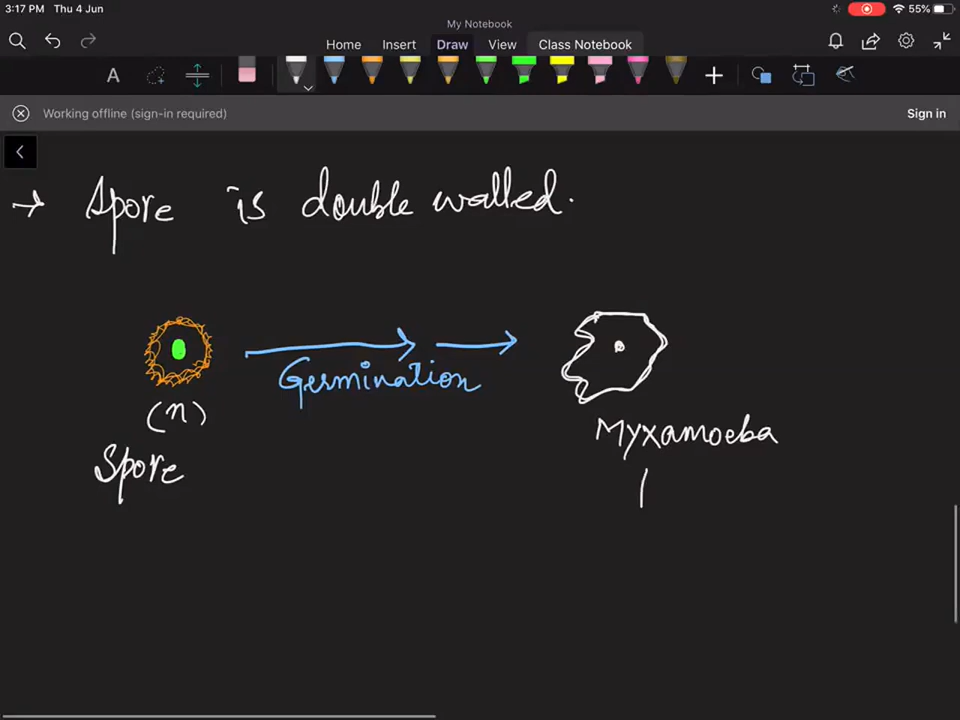 3:17 PM Thu 4 Jun
55%
My Notebook
Home Insert Draw View Class Notebook
A
Working offline (sign-in required)
Sign in
→ Spore is double walled.
Germination
(n)
Spore
Myxamoeba
(